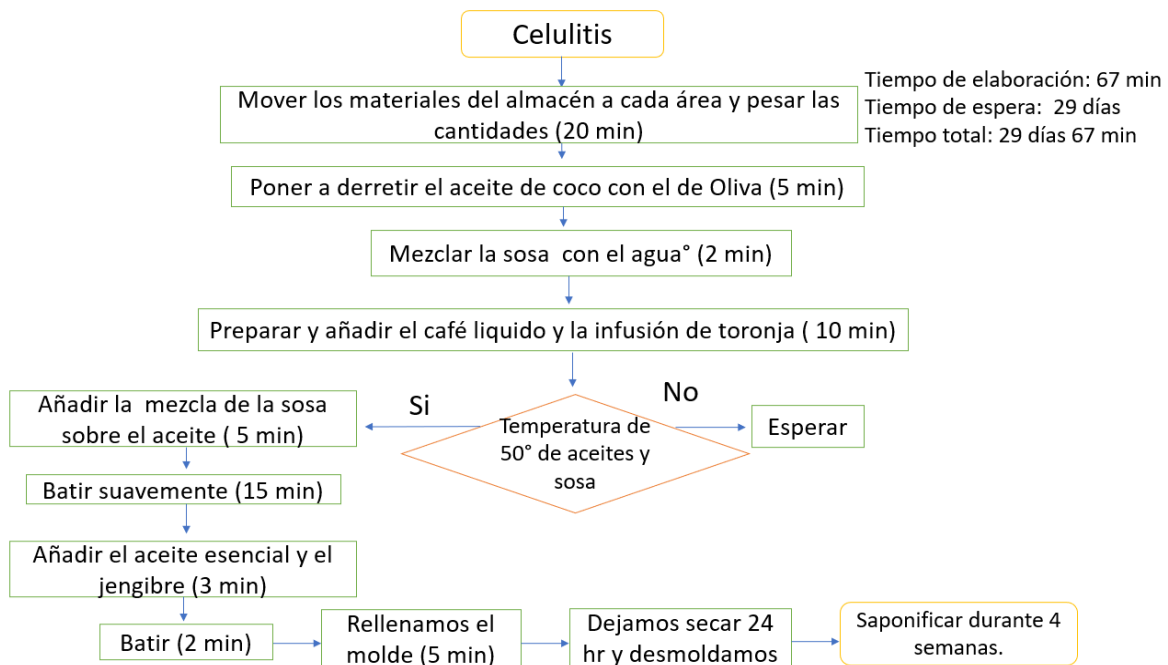 Celulitis
Mover los materiales del almacén a cada área y pesar las
cantidades (20 min)
Tiempo de elaboración: 67 min
Tiempo de espera:  29 días
Tiempo total: 29 días 67 min
Poner a derretir el aceite de coco con el de Oliva (5 min)
Mezclar la sosa  con el agua° (2 min)
Preparar y añadir el café liquido y la infusión de toronja ( 10 min)
Temperatura de
50° de aceites y
sosa
No
Esperar
Si
Añadir la  mezcla de la sosa
sobre el aceite ( 5 min)
Batir suavemente (15 min)
Añadir el aceite esencial y el
jengibre (3 min)
Batir (2 min)
Rellenamos el
molde (5 min)
Dejamos secar 24
hr y desmoldamos
Saponificar durante 4
semanas.